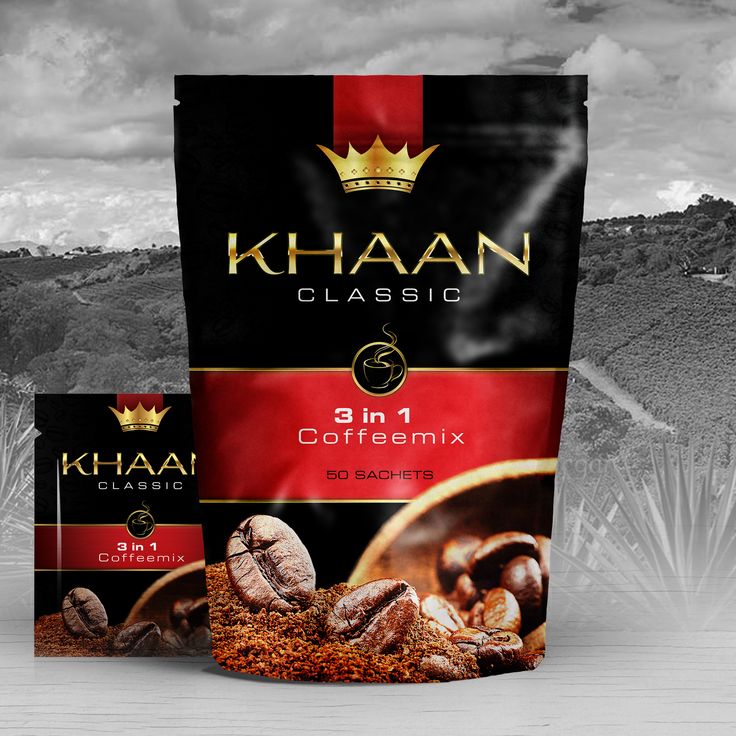 KHAAN
CLASSIC
3 in 1
Coffeemix
50 SACHETS
KHAAN
CLASSIC
3 in 1
Coffeemix